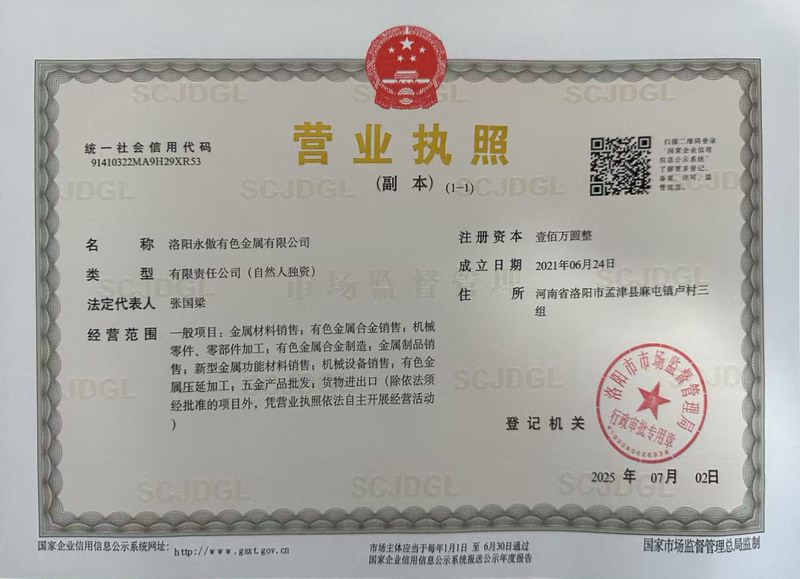 营业执照
(副 本) (1-1)
统一社会信用代码
91410322MA9H29XR53
扫描二维码登录
'国家企业信用
信息公示系统'
了解更多登记、
备案、许可、监
管信息。
名 称 洛阳永傲有色金属有限公司
类 型 有限责任公司（自然人独资）
法定代表人 张国梁
经营范围 一般项目：金属材料销售；有色金属合金销售；机械
零件、零部件加工；有色金属合金制造；金属制品销
售；新型金属功能材料销售；机械设备销售；有色金
属压延加工；五金产品批发；货物进出口（除依法须
经批准的项目外，凭营业执照依法自主开展经营活动
）
注册资本 壹佰万圆整
成立日期 2021年06月24日
住 所 河南省洛阳市孟津县麻屯镇卢村三
组
登记机关
洛阳市市场监督管理局
行政审批专用章
2025 年 07月 02日
SCJDGL
SCJDGL
SCJDGL
SCJDGL
SCJDGL
SCJDGL
市场监督管理
SCJDGL
SCJDGL
SCJDGL
SCJDGL
国家企业信用信息公示系统网址：http://www.gsxt.gov.cn
市场主体应当于每年1月1日 至 6月30日通过
国家企业信用信息公示系统报送公示年度报告
国家市场监督管理总局监制